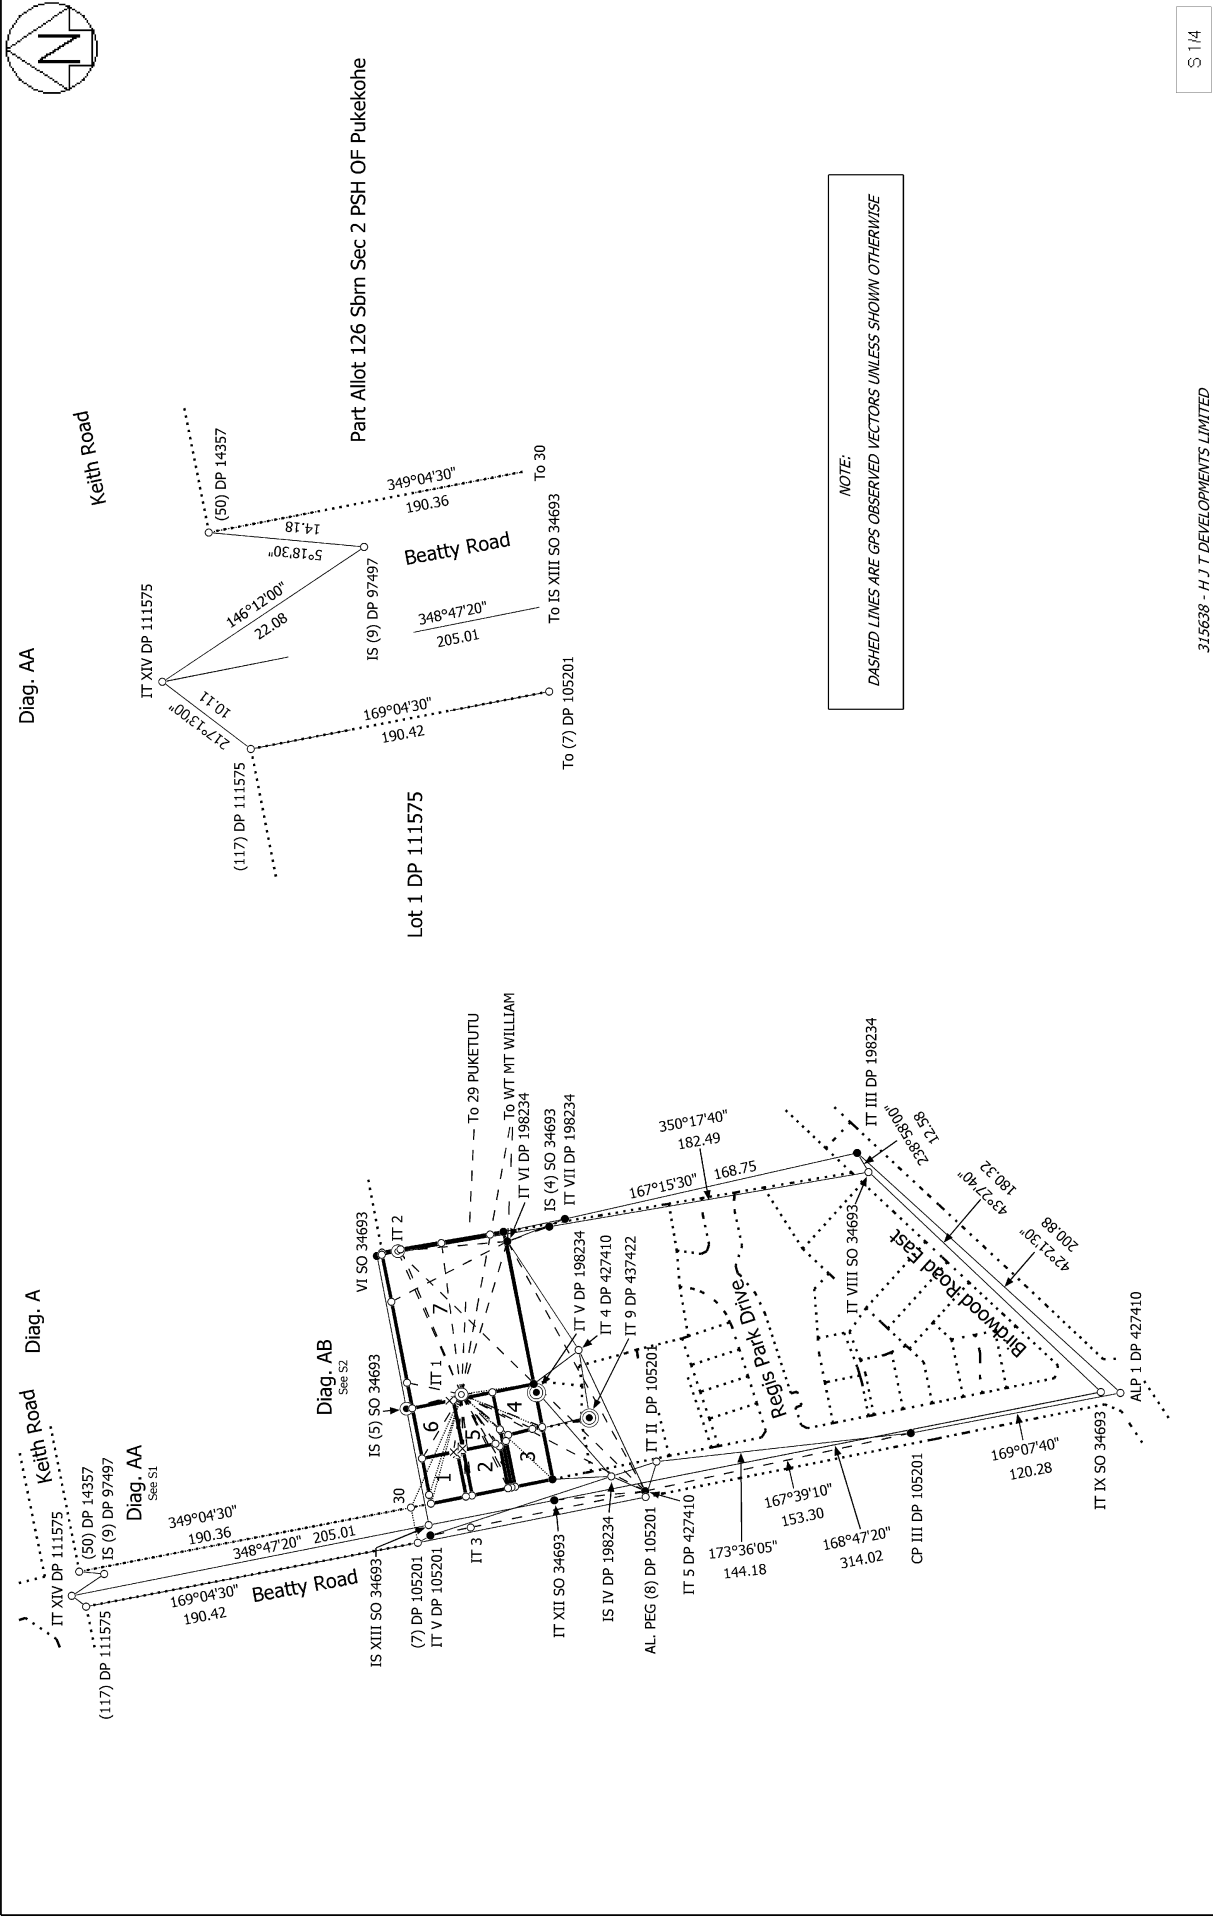 N
S 1/4
Diag. AA
Keith Road
IT XIV DP 111575
(50) DP 14357
146°12'00"
22.08
5°18'30"
14.18
349°04'30"
190.36
To 30
IS (9) DP 97497
Beatty Road
348°47'20"
205.01
To IS XIII SO 34693
217°13'00"
10.11
(117) DP 111575
169°04'30"
190.42
To (7) DP 105201
Part Allot 126 Sbrn Sec 2 PSH OF Pukekohe
Lot 1 DP 111575
NOTE:
DASHED LINES ARE GPS OBSERVED VECTORS UNLESS SHOWN OTHERWISE
315638 - H J T DEVELOPMENTS LIMITED
Diag. A
Keith Road
IT XIV DP 111575
(50) DP 14357
IS (9) DP 97497
(117) DP 111575
Diag. AA
See S1
349°04'30"
190.36
348°47'20" 205.01
169°04'30"
190.42
Beatty Road
30
IS XIII SO 34693
(7) DP 105201
IT V DP 105201
IT 3
Diag. AB
See S2
IS (5) SO 34693
VI SO 34693
IT 2
IT 1
1
2
3
4
5
6
7
To 29 PUKETUTU
To WT MT WILLIAM
IT VI DP 198234
IS (4) SO 34693
IT VII DP 198234
IT V DP 198234
IT 4 DP 427410
IT 9 DP 437422
IT XII SO 34693
IS IV DP 198234
AL. PEG (8) DP 105201
IT 5 DP 427410
IT II DP 105201
350°17'40"
182.49
167°15'30" 168.75
IT III DP 198234
238°58'00"
12.58
43°27'40"
180.32
42°21'30"
200.88
IT VIII SO 34693
Birdwood Road East
Regis Park Drive
173°36'05"
144.18
167°39'10"
153.30
168°47'20"
314.02
CP III DP 105201
169°07'40"
120.28
IT IX SO 34693
ALP 1 DP 427410